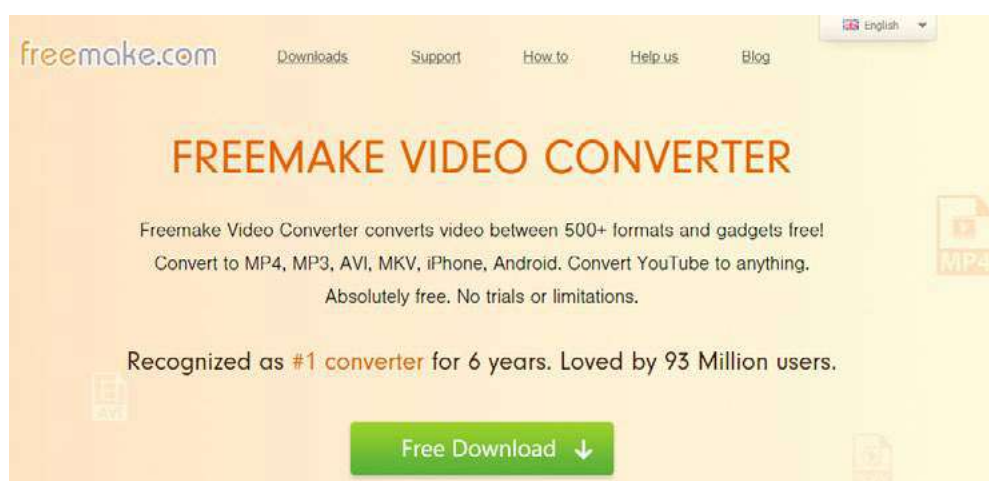 English
freemake.com
Downloads Support How to Help us Blog
FREEMAKE VIDEO CONVERTER
Freemake Video Converter converts video between 500+ formats and gadgets free!
Convert to MP4, MP3, AVI, MKV, iPhone, Android. Convert YouTube to anything.
Absolutely free. No trials or limitations.
MP4
Recognized as #1 converter for 6 years. Loved by 93 Million users.
AVI
Free Download